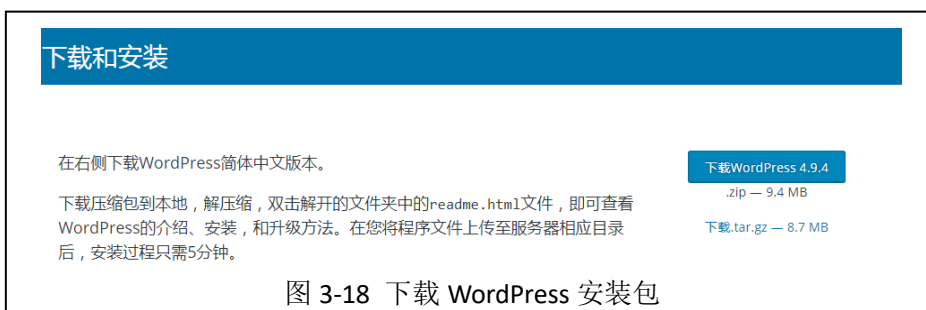 下载和安装
在右侧下载WordPress简体中文版本。
下载WordPress 4.9.4
.zip — 9.4 MB
下载压缩包到本地，解压缩，双击解开的文件夹中的readme.html文件，即可查看
WordPress的介绍、安装，和升级方法。在您将程序文件上传至服务器相应目录
后，安装过程只需5分钟。
下载.tar.gz — 8.7 MB
图 3-18 下载 WordPress 安装包